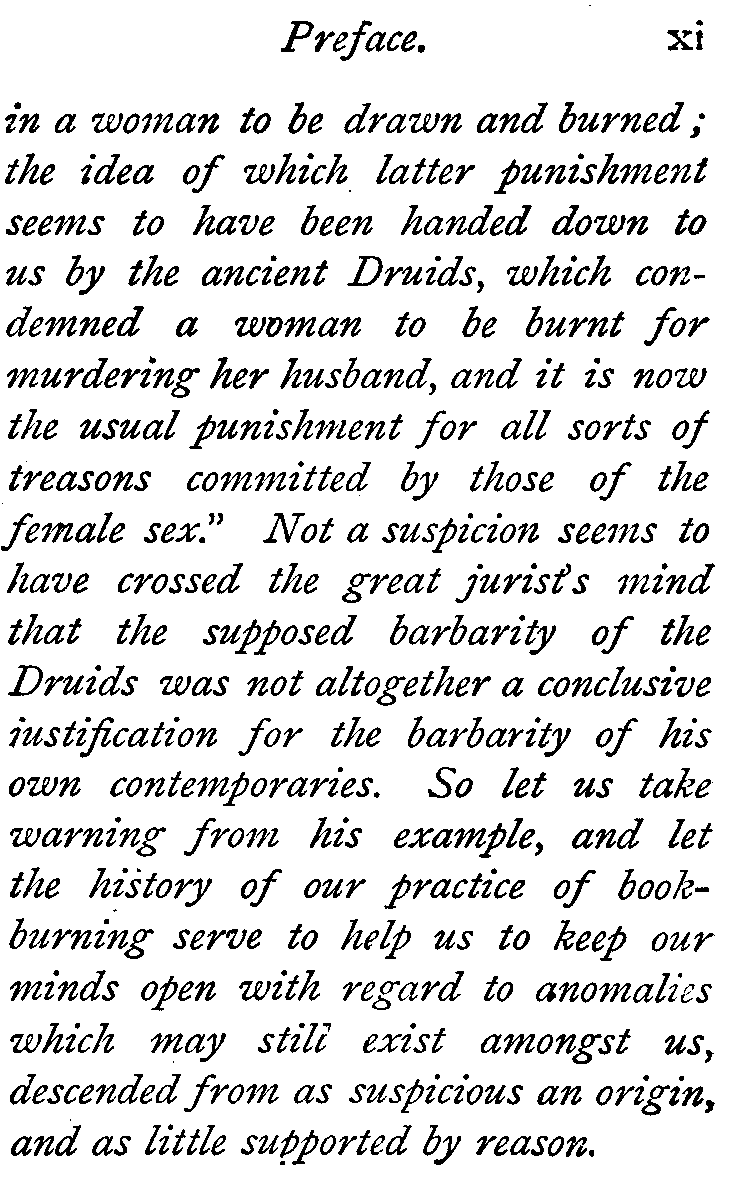 Preface. xi
in a woman to be drawn and burned ;
the idea of which latter punishment
seems to have been handed down to
us by the ancient Druids, which con-
demned a woman to be burnt for
murdering her husband, and it is now
the usual punishment for all sorts of
treasons committed by those of the
female sex." Not a suspicion seems to
have crossed the great jurist's mind
that the supposed barbarity of the
Druids was not altogether a conclusive
justification for the barbarity of his
own contemporaries. So let us take
warning from his example, and let
the history of our practice of book-
burning serve to help us to keep our
minds open with regard to anomalies
which may still exist amongst us,
descended from as suspicious an origin,
and as little supported by reason.